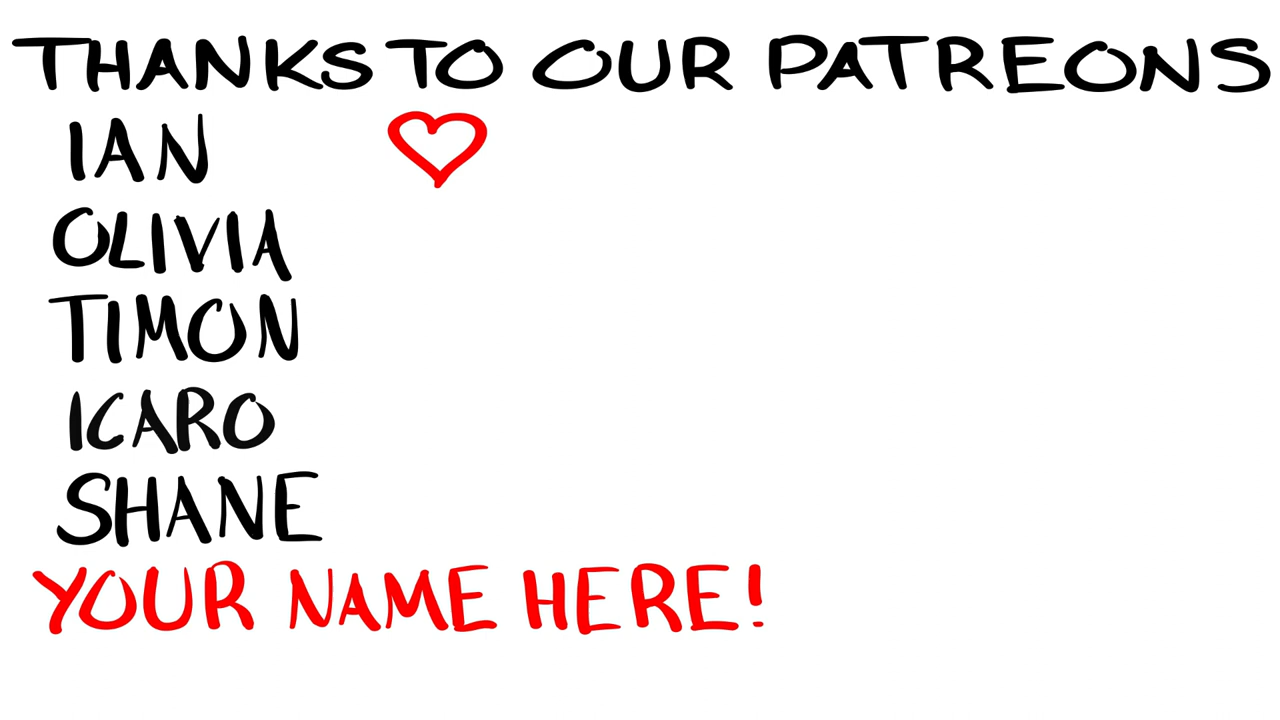 THANKS TO OUR PATREONS
IAN
OLIVIA
TIMON
ICARO
SHANE
YOUR NAME HERE!